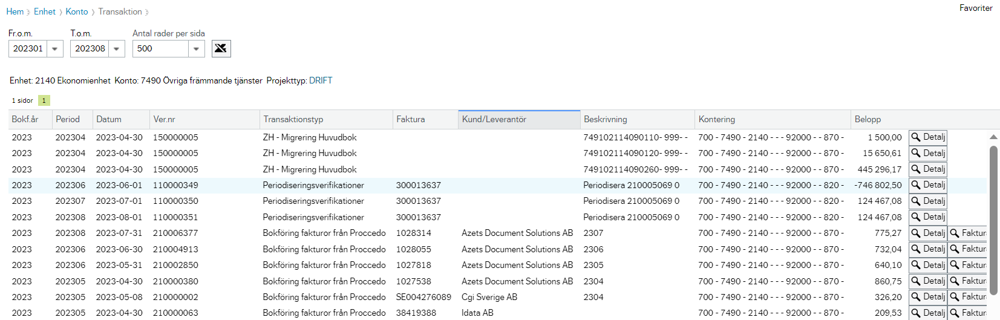 Hem Enhet Konto Transaktion
Favoriter
Fr.o.m. T.o.m. Antal rader per sida
202301 202308 500
Enhet: 2140 Ekonomienhet Konto: 7490 Övriga främmande tjänster Projekttyp: DRIFT
1 sidor 1
Bokf.år Period Datum Ver.nr Transaktionstyp Faktura Kund/Leverantör Beskrivning Kontering Belopp
2023 202304 2023-04-30 150000005 ZH - Migrering Huvudbok 749102114090110- 999- - 700 - 7490 - 2140 - - - 92000 - - 870 - 1 500,00 Detalj
2023 202304 2023-04-30 150000005 ZH - Migrering Huvudbok 749102114090120- 999- - 700 - 7490 - 2140 - - - 92000 - - 870 - 15 650,61 Detalj
2023 202304 2023-04-30 150000005 ZH - Migrering Huvudbok 749102114090260- 999- - 700 - 7490 - 2140 - - - 92000 - - 870 - 445 296,17 Detalj
2023 202306 2023-06-01 110000349 Periodiseringsverifikationer 300013637 Periodisera 210005069 0 700 - 7490 - 2140 - - - 92000 - - 820 - -746 802,50 Detalj
2023 202307 2023-07-01 110000350 Periodiseringsverifikationer 300013637 Periodisera 210005069 0 700 - 7490 - 2140 - - - 92000 - - 820 - 124 467,08 Detalj
2023 202308 2023-08-01 110000351 Periodiseringsverifikationer 300013637 Periodisera 210005069 0 700 - 7490 - 2140 - - - 92000 - - 820 - 124 467,08 Detalj
2023 202308 2023-07-31 210006377 Bokföring fakturor från Proccedo 1028314 Azets Document Solutions AB 2307 700 - 7490 - 2140 - - - 92000 - - 870 - 775,27 Detalj Faktura
2023 202306 2023-06-30 210004913 Bokföring fakturor från Proccedo 1028055 Azets Document Solutions AB 2306 700 - 7490 - 2140 - - - 92000 - - 870 - 732,04 Detalj Faktura
2023 202306 2023-05-31 210002850 Bokföring fakturor från Proccedo 1027818 Azets Document Solutions AB 2305 700 - 7490 - 2140 - - - 92000 - - 870 - 640,10 Detalj Faktura
2023 202305 2023-04-30 210000380 Bokföring fakturor från Proccedo 1027538 Azets Document Solutions AB 2304 700 - 7490 - 2140 - - - 92000 - - 870 - 860,75 Detalj Faktura
2023 202305 2023-05-08 210000002 Bokföring fakturor från Proccedo SE004276089 Cgi Sverige AB 2304 700 - 7490 - 2140 - - - 92000 - - 870 - 326,20 Detalj Faktura
2023 202305 2023-04-30 210000063 Bokföring fakturor från Proccedo 38419388 Idata AB 700 - 7490 - 2140 - - - 92000 - - 870 - 209,53 Detalj Faktura